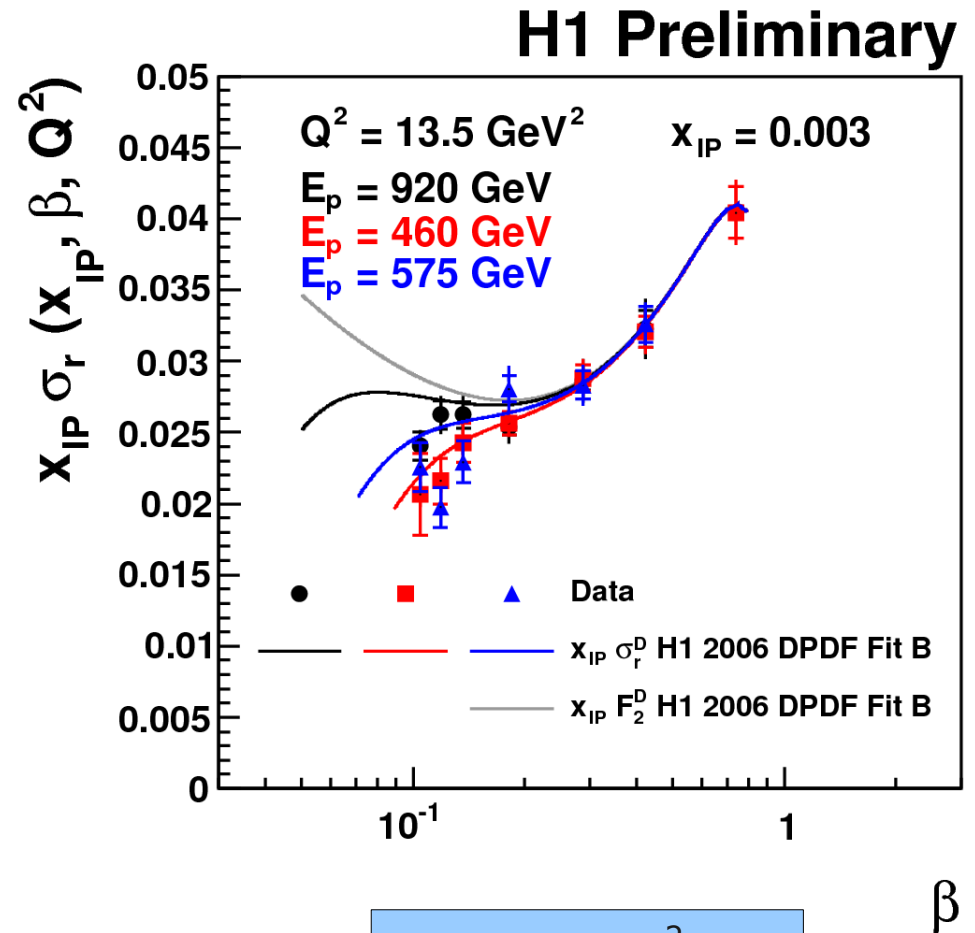 H1 Preliminary
x_IP σ_r (x_IP, β, Q²)
0.05
0.045
0.04
0.035
0.03
0.025
0.02
0.015
0.01
0.005
0
Q² = 13.5 GeV²
x_IP = 0.003
E_p = 920 GeV
E_p = 460 GeV
E_p = 575 GeV
Data
x_IP σ_r^D H1 2006 DPDF Fit B
x_IP F_2^D H1 2006 DPDF Fit B
10⁻¹
1
β